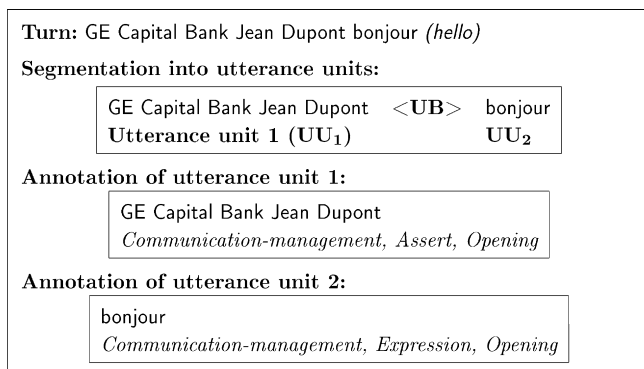 Turn: GE Capital Bank Jean Dupont bonjour (hello)
Segmentation into utterance units:
GE Capital Bank Jean Dupont <UB> bonjour
Utterance unit 1 (UU₁) UU₂
Annotation of utterance unit 1:
GE Capital Bank Jean Dupont
Communication-management, Assert, Opening
Annotation of utterance unit 2:
bonjour
Communication-management, Expression, Opening